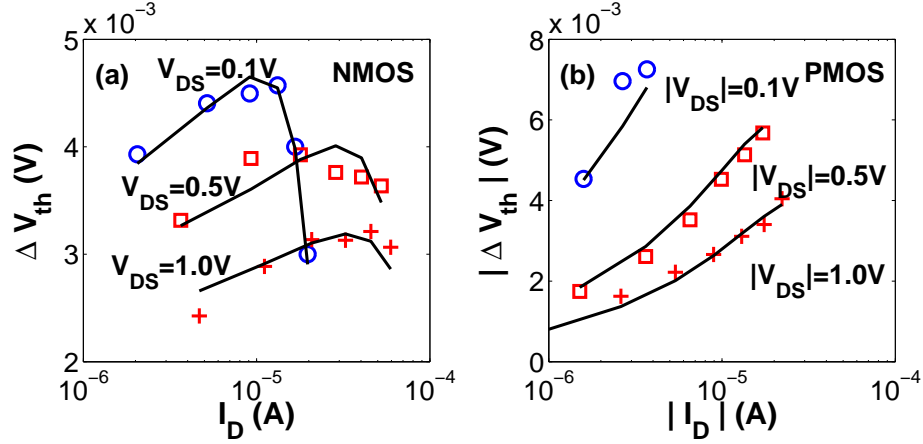 x 10⁻³
5
4
3
2
Δ V_th (V)
(a)
NMOS
V_DS=0.1V
V_DS=0.5V
V_DS=1.0V
10⁻⁶
10⁻⁵
10⁻⁴
I_D (A)
x 10⁻³
8
6
4
2
0
| Δ V_th | (V)
(b)
PMOS
|V_DS|=0.1V
|V_DS|=0.5V
|V_DS|=1.0V
10⁻⁶
10⁻⁵
10⁻⁴
| I_D | (A)